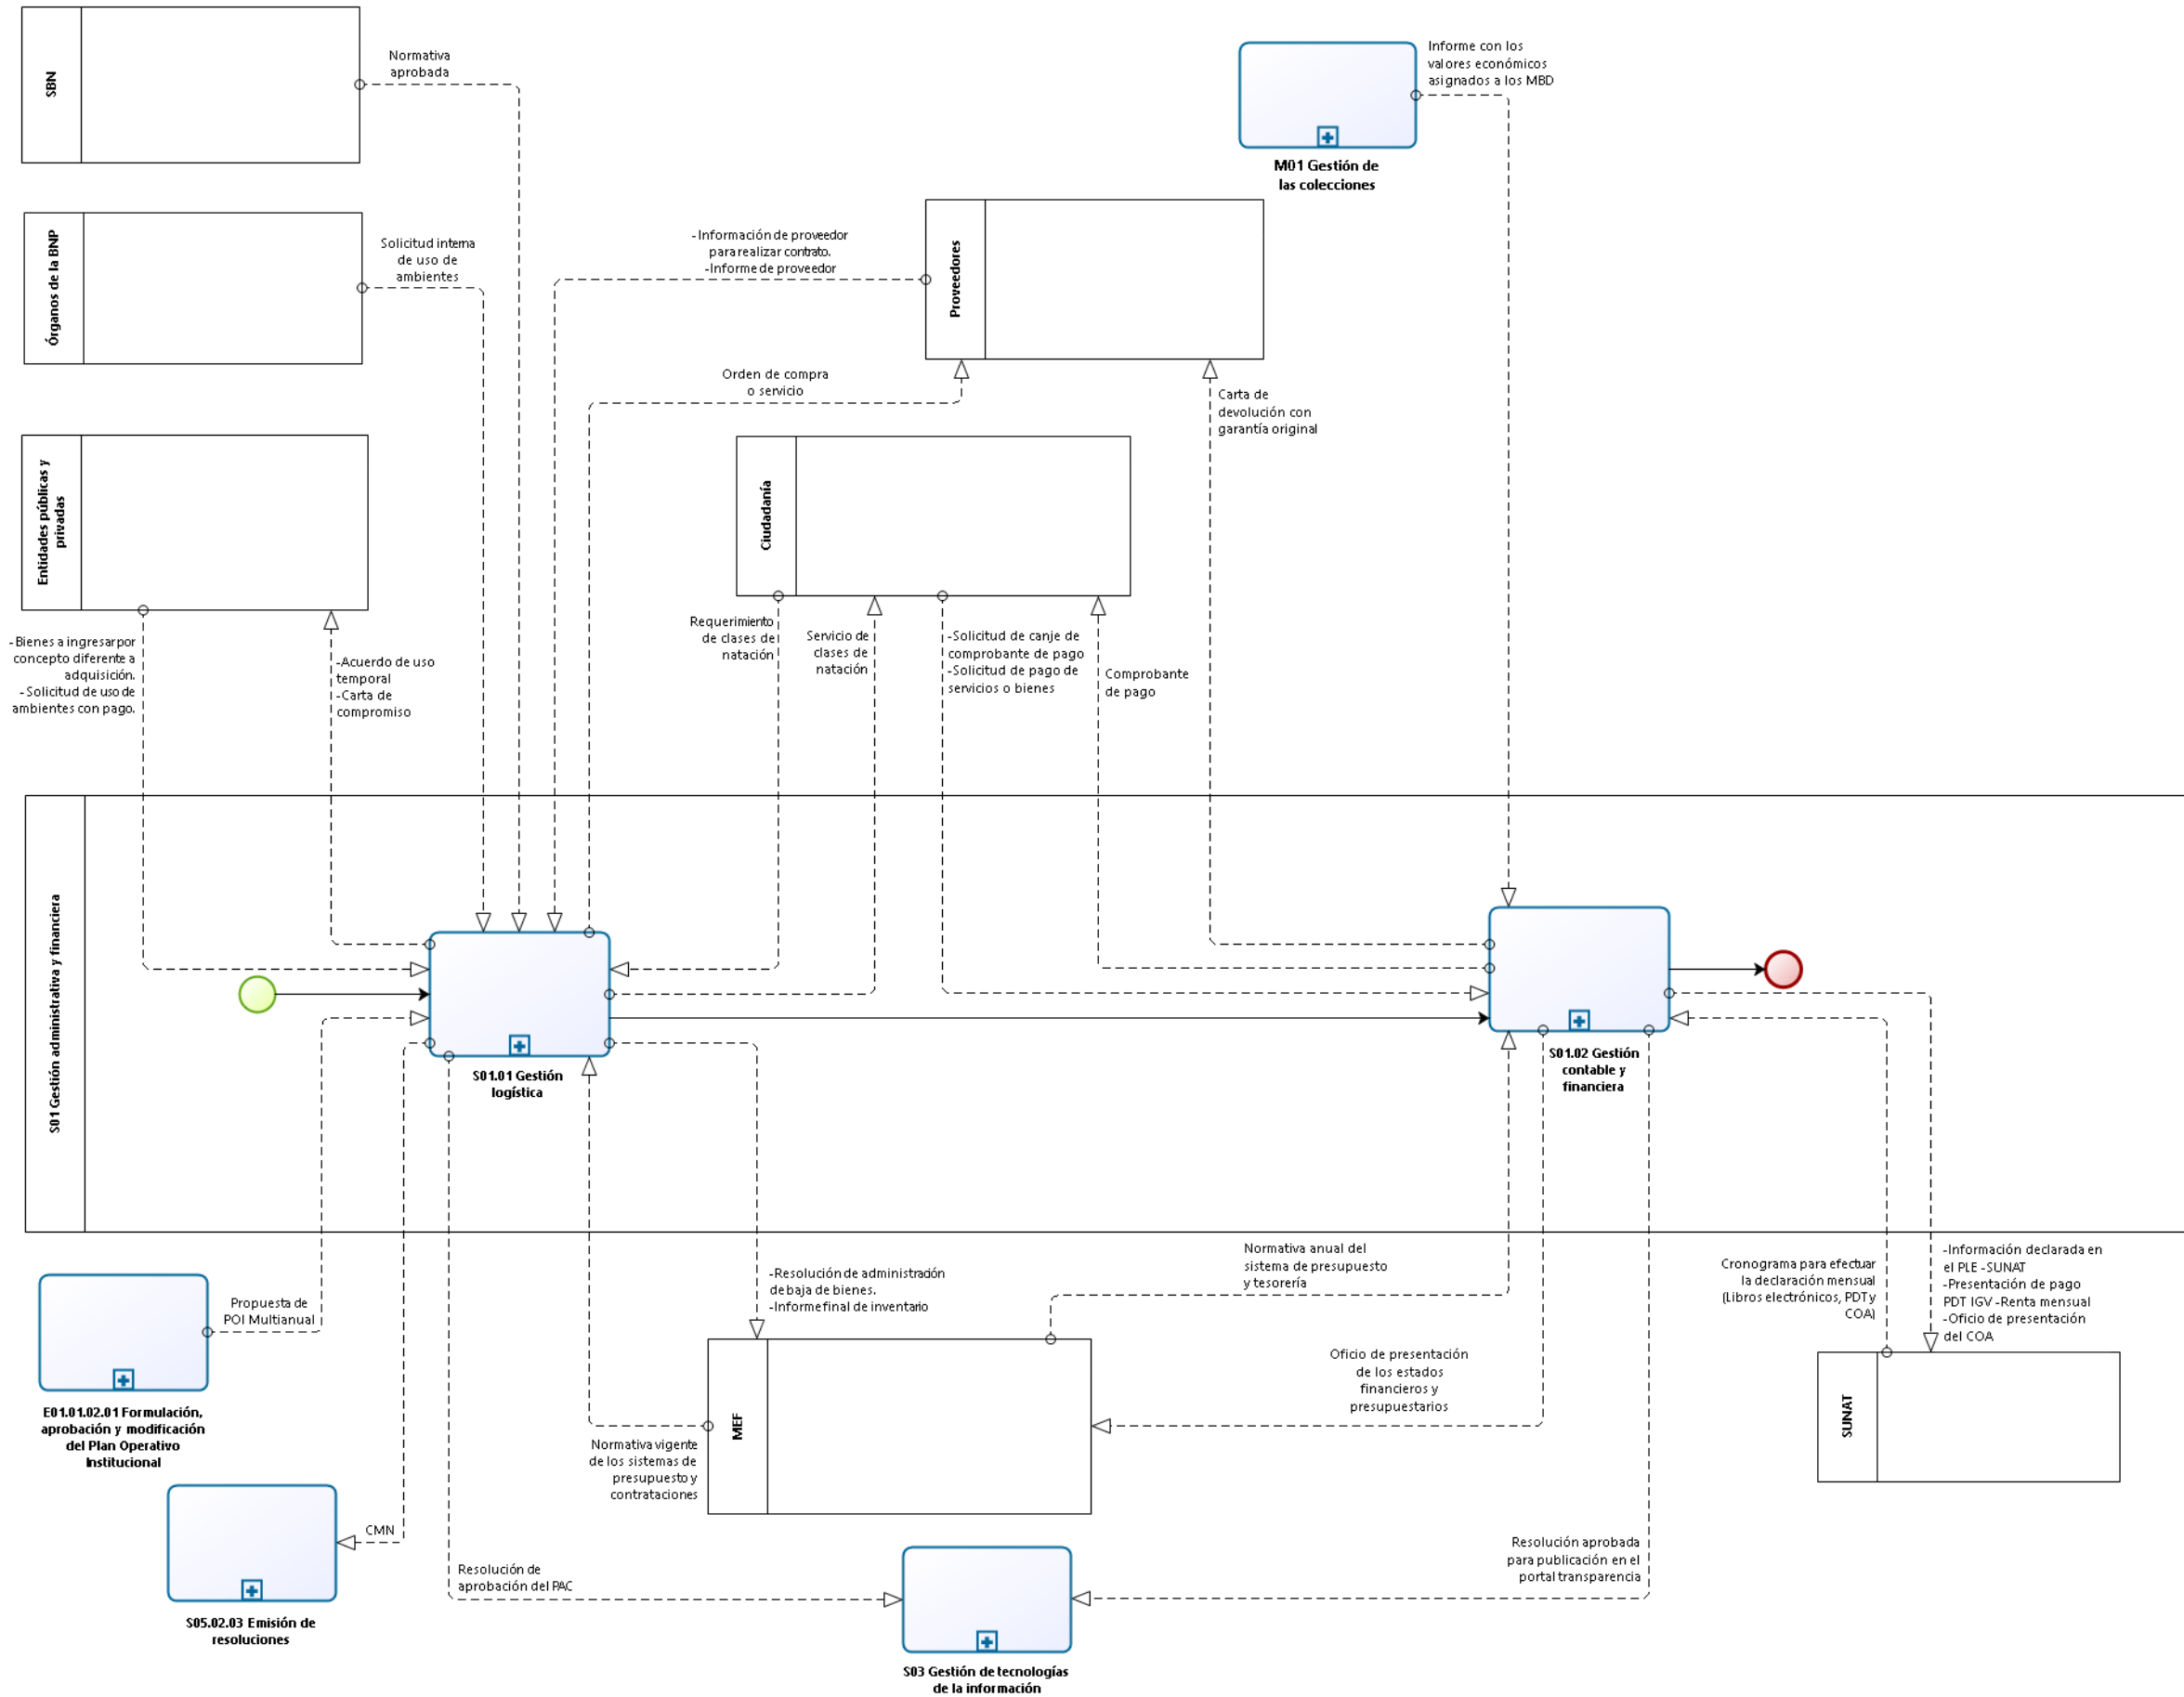 SBN
Normativa
aprobada
Informe con los
valores económicos
asignados a los MBD
M01 Gestión de
las colecciones
Órganos de la BNP
Solicitud interna
de uso de
ambientes
-Información de proveedor
para realizar contrato.
-Informe de proveedor
Proveedores
Orden de compra
o servicio
Carta de
devolución con
garantía original
Entidades públicas y
privadas
Ciudadanía
-Bienes a ingresar por
concepto diferente a
adquisición.
-Solicitud de uso de
ambientes con pago.
-Acuerdo de uso
temporal
-Carta de
compromiso
Requerimiento
de clases de
natación
Servicio de
clases de
natación
-Solicitud de canje de
comprobante de pago
-Solicitud de pago de
servicios o bienes
Comprobante
de pago
S01 Gestión administrativa y financiera
S01.01 Gestión
logística
S01.02 Gestión
contable y
financiera
Propuesta de
POI Multianual
E01.01.02.01 Formulación,
aprobación y modificación
del Plan Operativo
Institucional
-Resolución de administración
de baja de bienes.
-Informe final de inventario
Normativa anual del
sistema de presupuesto
y tesorería
Cronograma para efectuar
la declaración mensual
(Libros electrónicos, PDT y
COA)
-Información declarada en
el PLE -SUNAT
-Presentación de pago
PDT IGV -Renta mensual
-Oficio de presentación
del COA
MEF
Oficio de presentación
de los estados
financieros y
presupuestarios
SUNAT
Normativa vigente
de los sistemas de
presupuesto y
contrataciones
CMN
S05.02.03 Emisión de
resoluciones
Resolución de
aprobación del PAC
Resolución aprobada
para publicación en el
portal transparencia
S03 Gestión de tecnologías
de la información